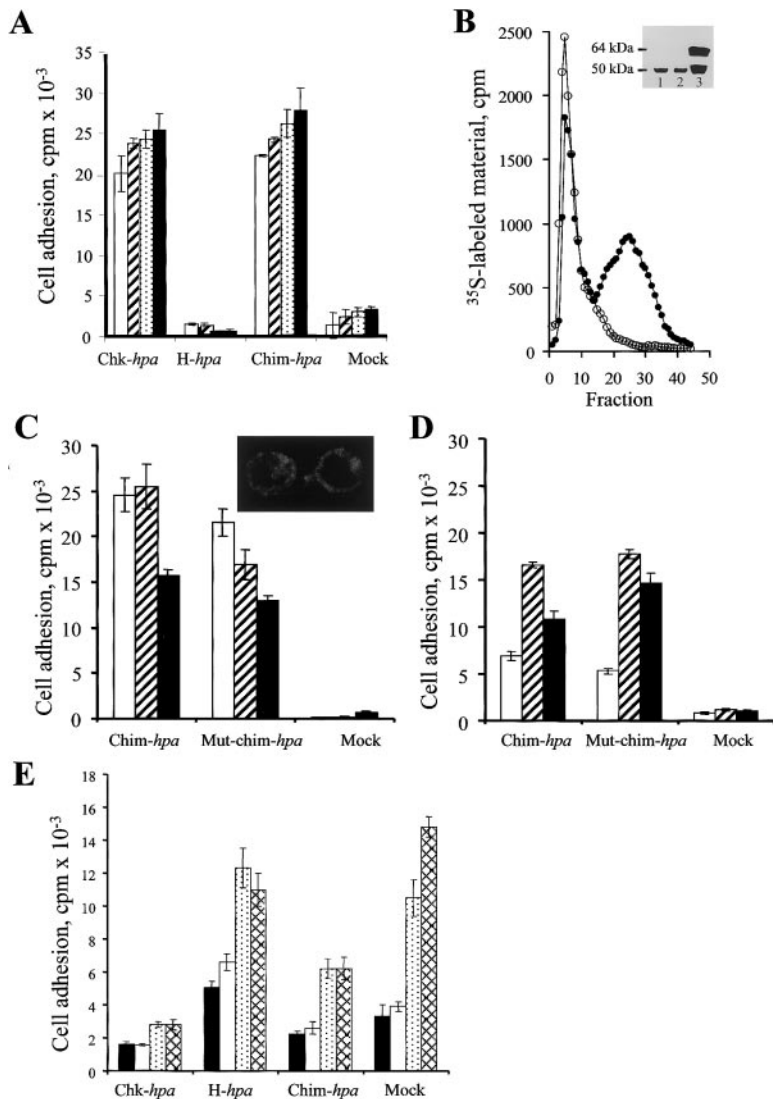 A
Cell adhesion, cpm x 10-3
35
30
25
20
15
10
5
0
Chk-hpa H-hpa Chim-hpa Mock
B
35S-labeled material, cpm
2500
2000
1500
1000
500
0
0 10 20 30 40 50
Fraction
64 kDa
50 kDa
1 2 3
C
Cell adhesion, cpm x 10-3
30
25
20
15
10
5
0
Chim-hpa Mut-chim-hpa Mock
D
Cell adhesion, cpm x 10-3
30
25
20
15
10
5
0
Chim-hpa Mut-chim-hpa Mock
E
Cell adhesion, cpm x 10-3
18
16
14
12
10
8
6
4
2
0
Chk-hpa H-hpa Chim-hpa Mock